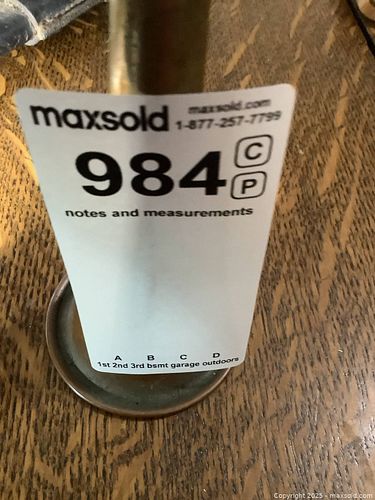 maxsold maxsold.com
1-877-257-7799
984 C
P
notes and measurements
A B C D
1st 2nd 3rd bsmt garage outdoors
Copyright 2025 - maxsold.com